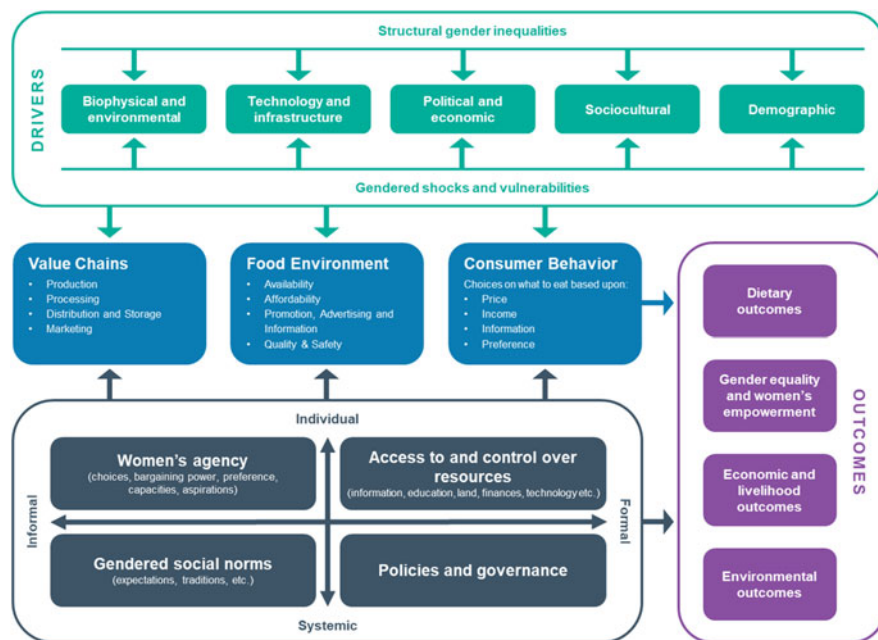 DRIVERS
Structural gender inequalities
Biophysical and
environmental
Technology and
infrastructure
Political and
economic
Sociocultural
Demographic
Gendered shocks and vulnerabilities
Value Chains
• Production
• Processing
• Distribution and Storage
• Marketing
Food Environment
• Availability
• Affordability
• Promotion, Advertising and
Information
• Quality & Safety
Consumer Behavior
Choices on what to eat based upon:
• Price
• Income
• Information
• Preference
Individual
Informal
Women's agency
(choices, bargaining power, preference,
capacities, aspirations)
Access to and control over
resources
(information, education, land, finances, technology etc.)
Formal
Gendered social norms
(expectations, traditions, etc.)
Policies and governance
Systemic
OUTCOMES
Dietary
outcomes
Gender equality
and women's
empowerment
Economic and
livelihood
outcomes
Environmental
outcomes